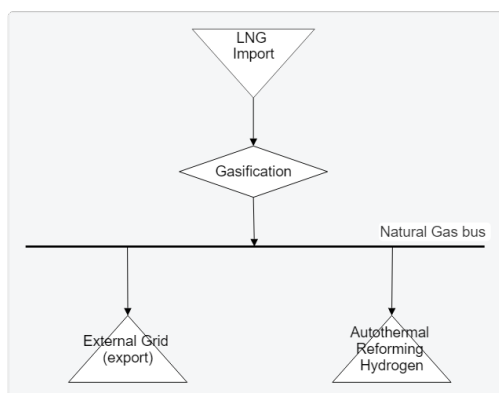 LNG
Import
Gasification
Natural Gas bus
External Grid
(export)
Autothermal
Reforming
Hydrogen